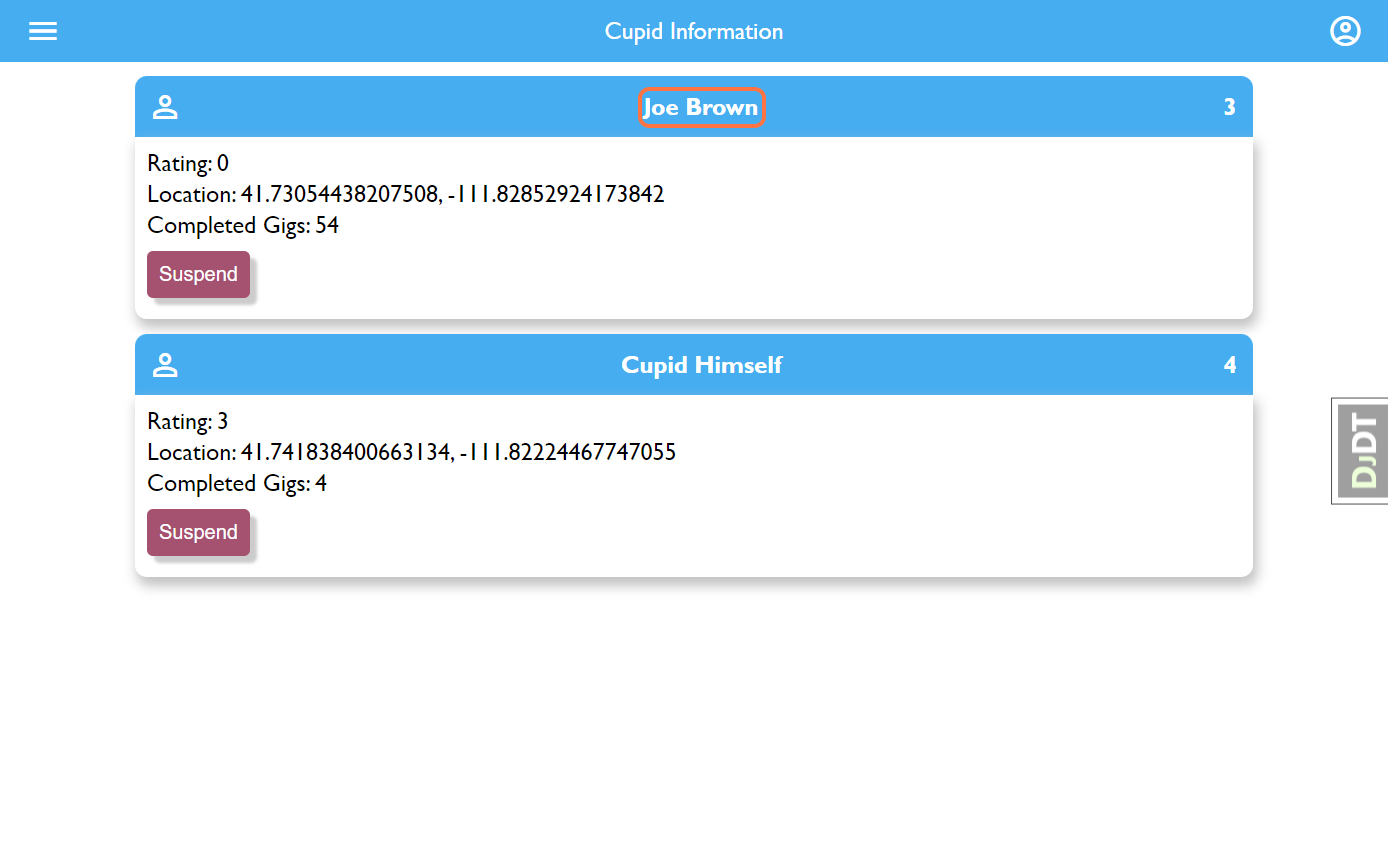 Cupid Information
Joe Brown 3
Rating: 0
Location: 41.73054438207508, -111.82852924173842
Completed Gigs: 54
Suspend
Cupid Himself 4
Rating: 3
Location: 41.741838400663134, -111.82224467747055
Completed Gigs: 4
Suspend
DJDT